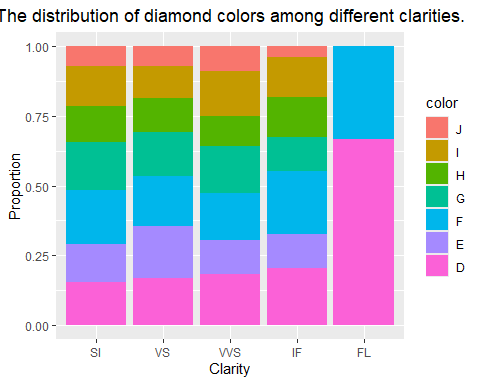 The distribution of diamond colors among different clarities.
1.00
0.75
0.50
0.25
0.00
Proportion
SI VS VVS IF FL
Clarity
color
J
I
H
G
F
E
D